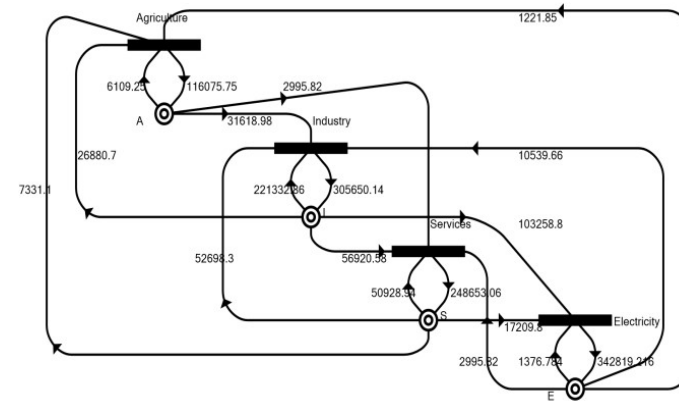 Agriculture
1221.85
6109.25
116075.75
2995.82
A
31618.98
Industry
26880.7
10539.66
7331.1
221332.86
305650.14
I
103258.8
Services
52698.3
56920.58
50928.94
248653.06
S
17209.8
Electricity
2995.82
1376.784
342819.216
E